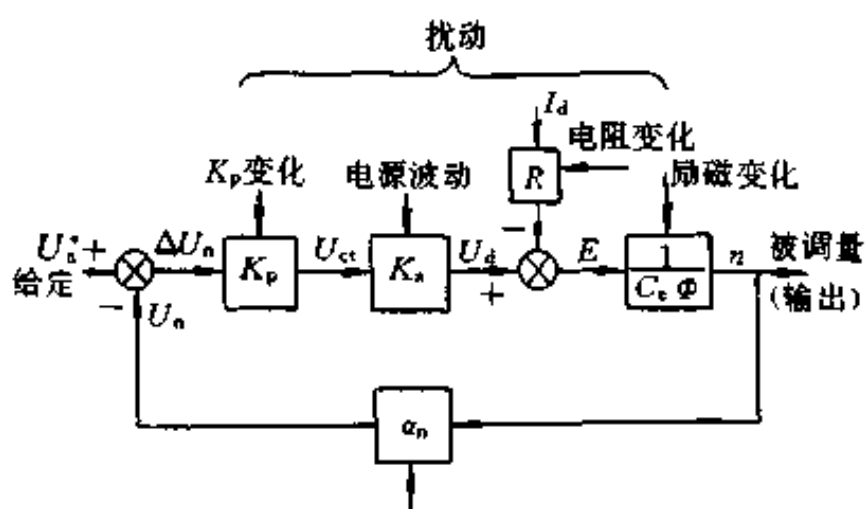 扰动
I_d
电阻变化
K_p变化
电源波动
R
励磁变化
U_n^* +
ΔU_n
K_p
U_ct
K_s
U_d
+
−
E
1
C_e Φ
n
被调量
(输出)
给定
−
U_n
α_n